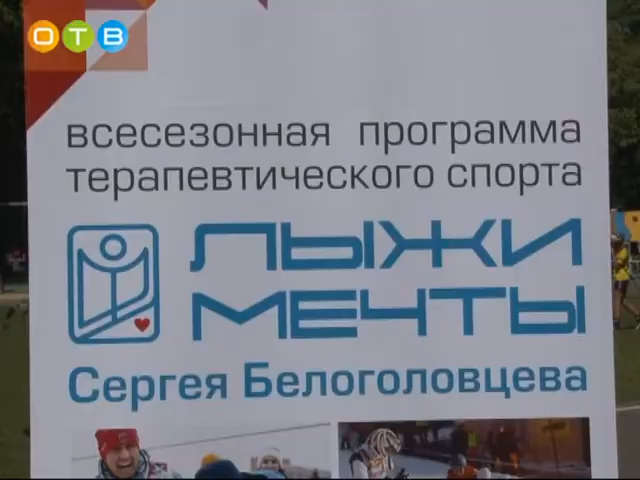 ОТВ
всесезонная программа
терапевтического спорта
ЛЫЖИ
МЕЧТЫ
Сергея Белоголовцева